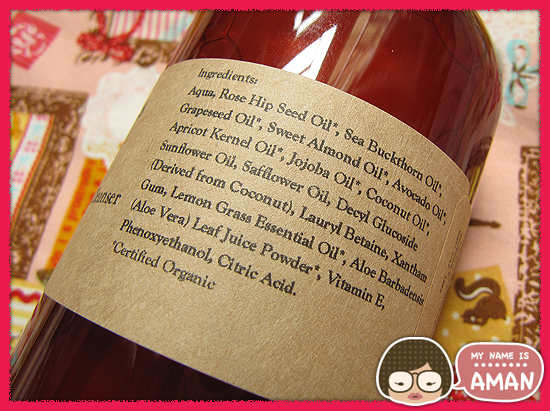 Ingredients:
Aqua, Rose Hip Seed Oil*, Sea Buckthorn Oil*,
Grapeseed Oil*, Sweet Almond Oil*, Avocado Oil*,
Apricot Kernel Oil*, Jojoba Oil*, Coconut Oil*,
Sunflower Oil, Safflower Oil, Decyl Glucoside
(Derived from Coconut), Lauryl Betaine, Xantham
Gum, Lemon Grass Essential Oil*, Aloe Barbadensis
(Aloe Vera) Leaf Juice Powder*, Vitamin E,
Phenoxyethanol, Citric Acid.
*Certified Organic
anser
MY NAME IS
AMAN